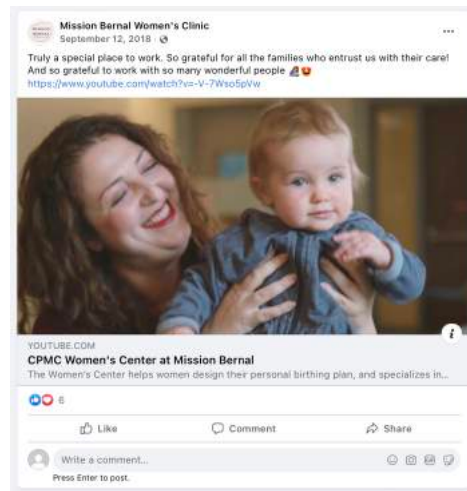 Mission Bernal Women's Clinic
September 12, 2018 ·
Truly a special place to work. So grateful for all the families who entrust us with their care!
And so grateful to work with so many wonderful people
https://www.youtube.com/watch?v=-V-7Wso5pVw
YOUTUBE.COM
CPMC Women's Center at Mission Bernal
The Women's Center helps women design their personal birthing plan, and specializes in...
6
Like Comment Share
Write a comment...
Press Enter to post.